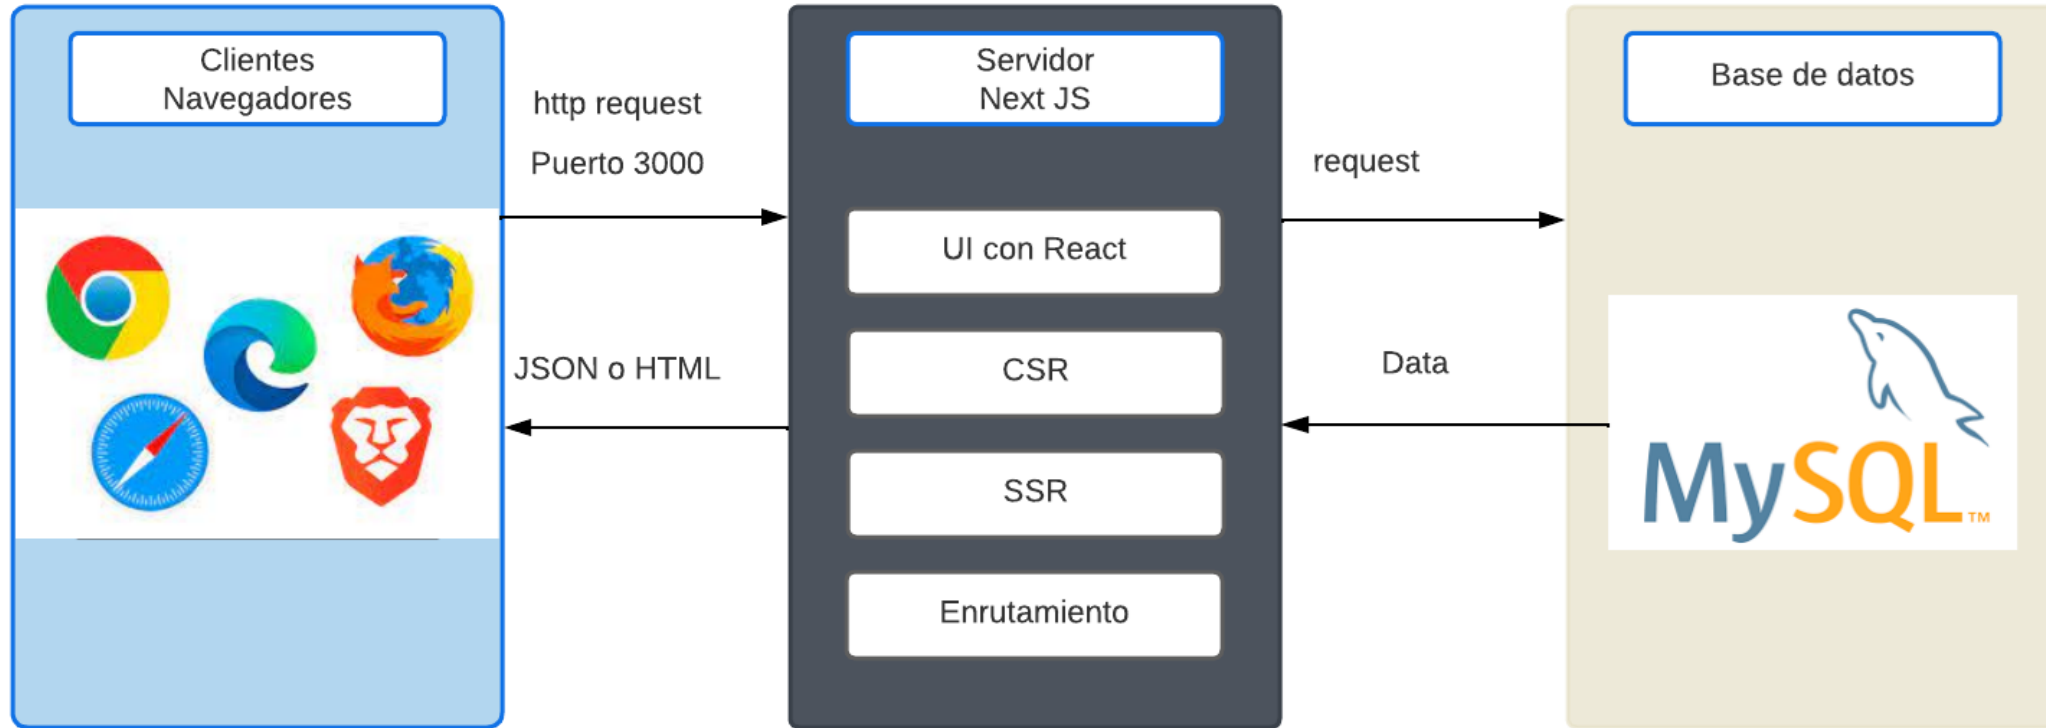 Clientes
Navegadores
http request
Puerto 3000
JSON o HTML
Servidor
Next JS
UI con React
CSR
SSR
Enrutamiento
request
Data
Base de datos
MySQL™